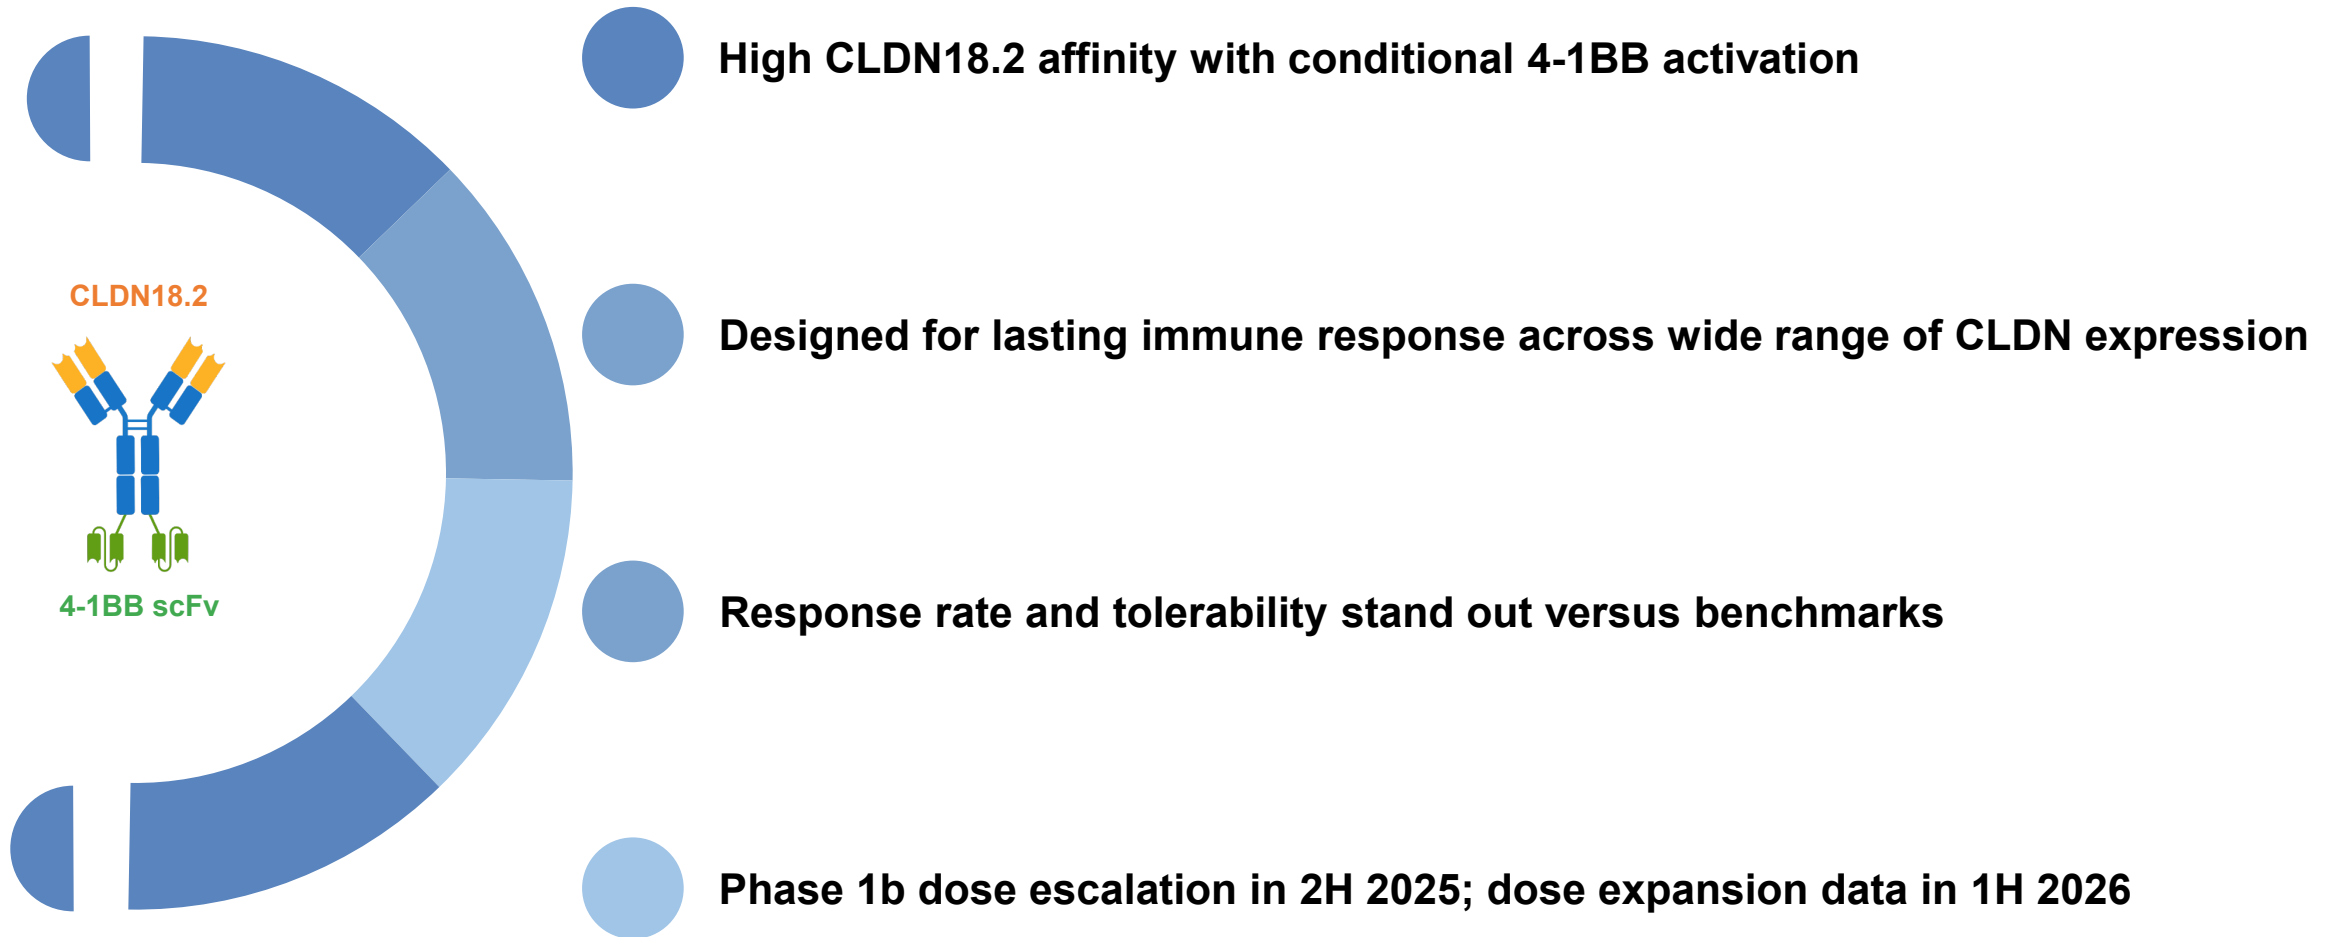 High CLDN18.2 affinity with conditional 4-1BB activation
CLDN18.2
Designed for lasting immune response across wide range of CLDN expression
4-1BB scFv
Response rate and tolerability stand out versus benchmarks
Phase 1b dose escalation in 2H 2025; dose expansion data in 1H 2026